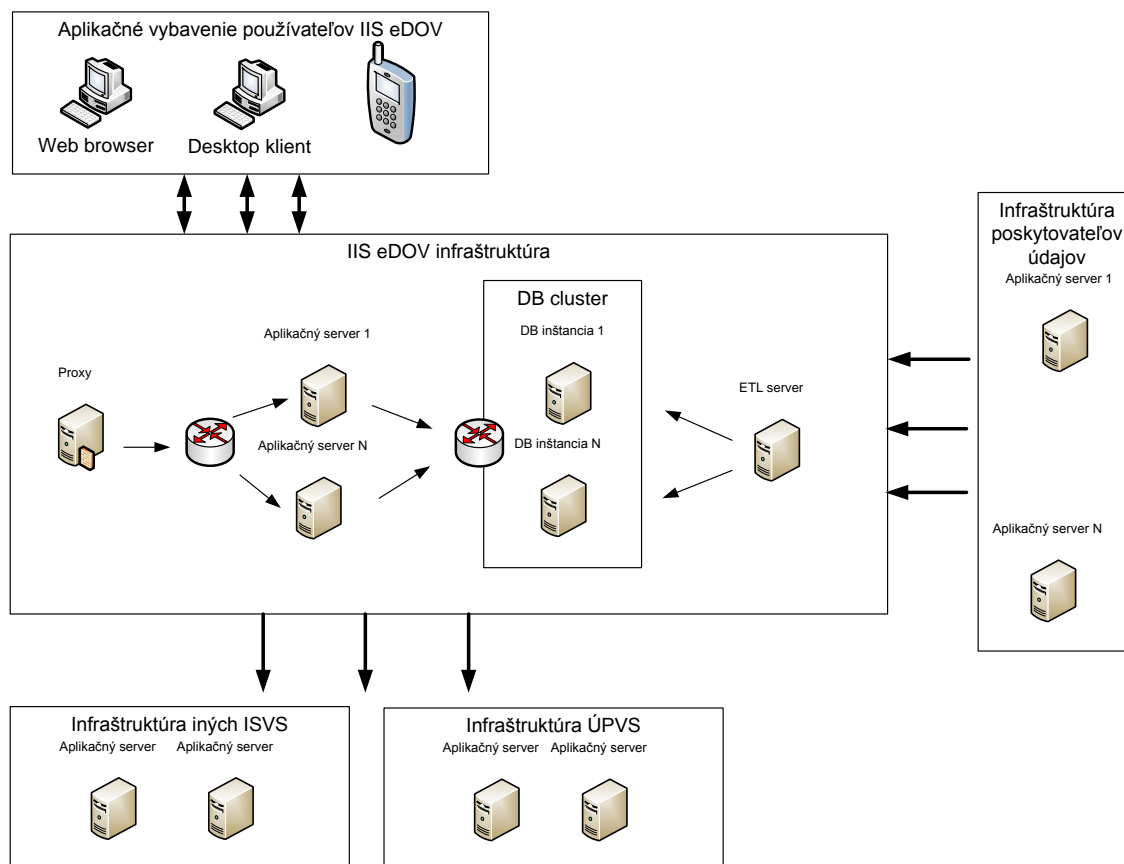 Aplikačné vybavenie používateľov IIS eDOV
Web browser
Desktop klient
IIS eDOV infraštruktúra
Proxy
Aplikačný server 1
Aplikačný server N
DB cluster
DB inštancia 1
DB inštancia N
ETL server
Infraštruktúra
poskytovateľov
údajov
Aplikačný server 1
Aplikačný server N
Infraštruktúra iných ISVS
Aplikačný server
Aplikačný server
Infraštruktúra ÚPVS
Aplikačný server
Aplikačný server